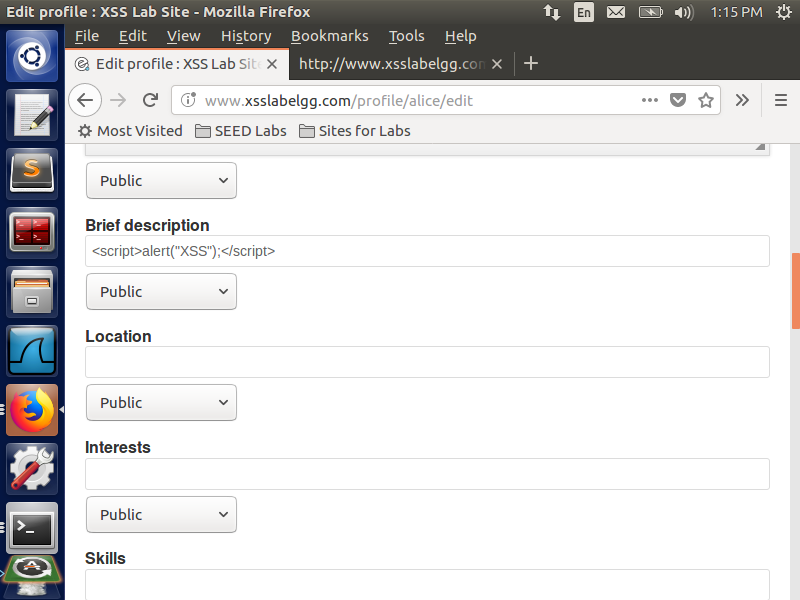 Edit profile : XSS Lab Site - Mozilla Firefox
En
1:15 PM
File Edit View History Bookmarks Tools Help
Edit profile : XSS Lab Site
http://www.xsslabelgg.con
www.xsslabelgg.com/profile/alice/edit
Most Visited SEED Labs Sites for Labs
Public
Brief description
<script>alert("XSS");</script>
Public
Location
Public
Interests
Public
Skills